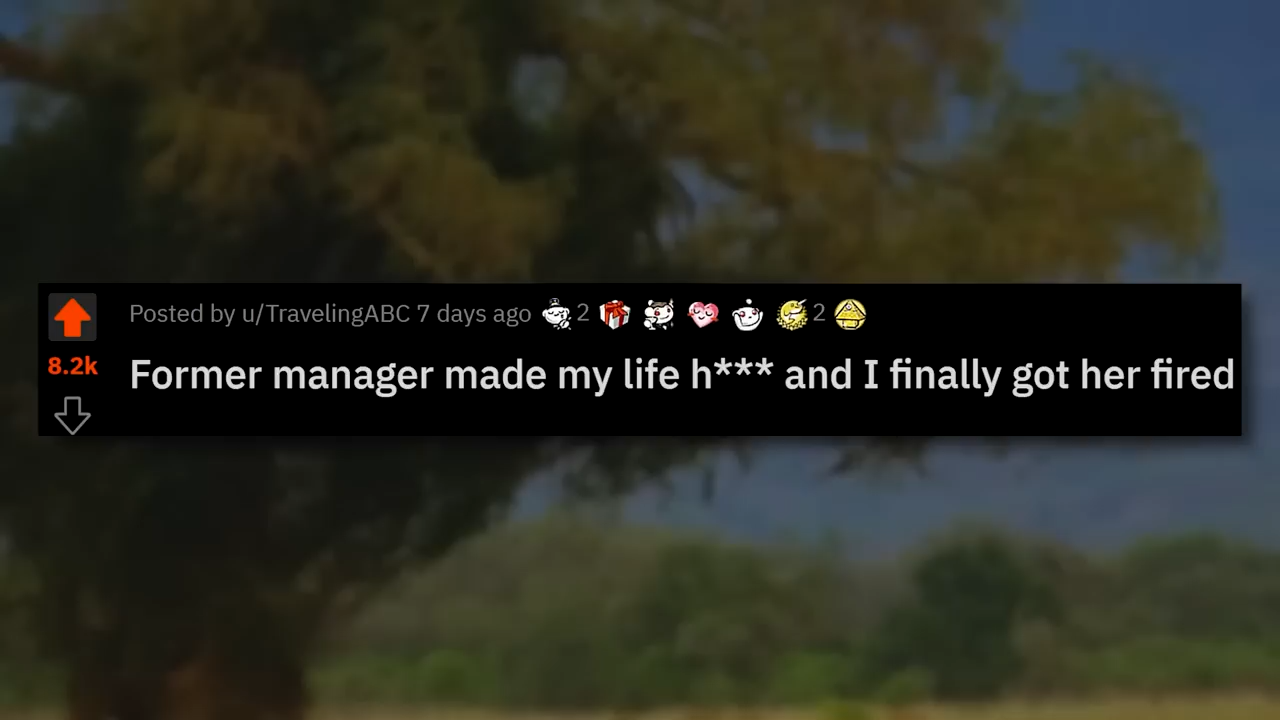 Posted by u/TravelingABC 7 days ago 2 2
8.2k
Former manager made my life h*** and I finally got her fired